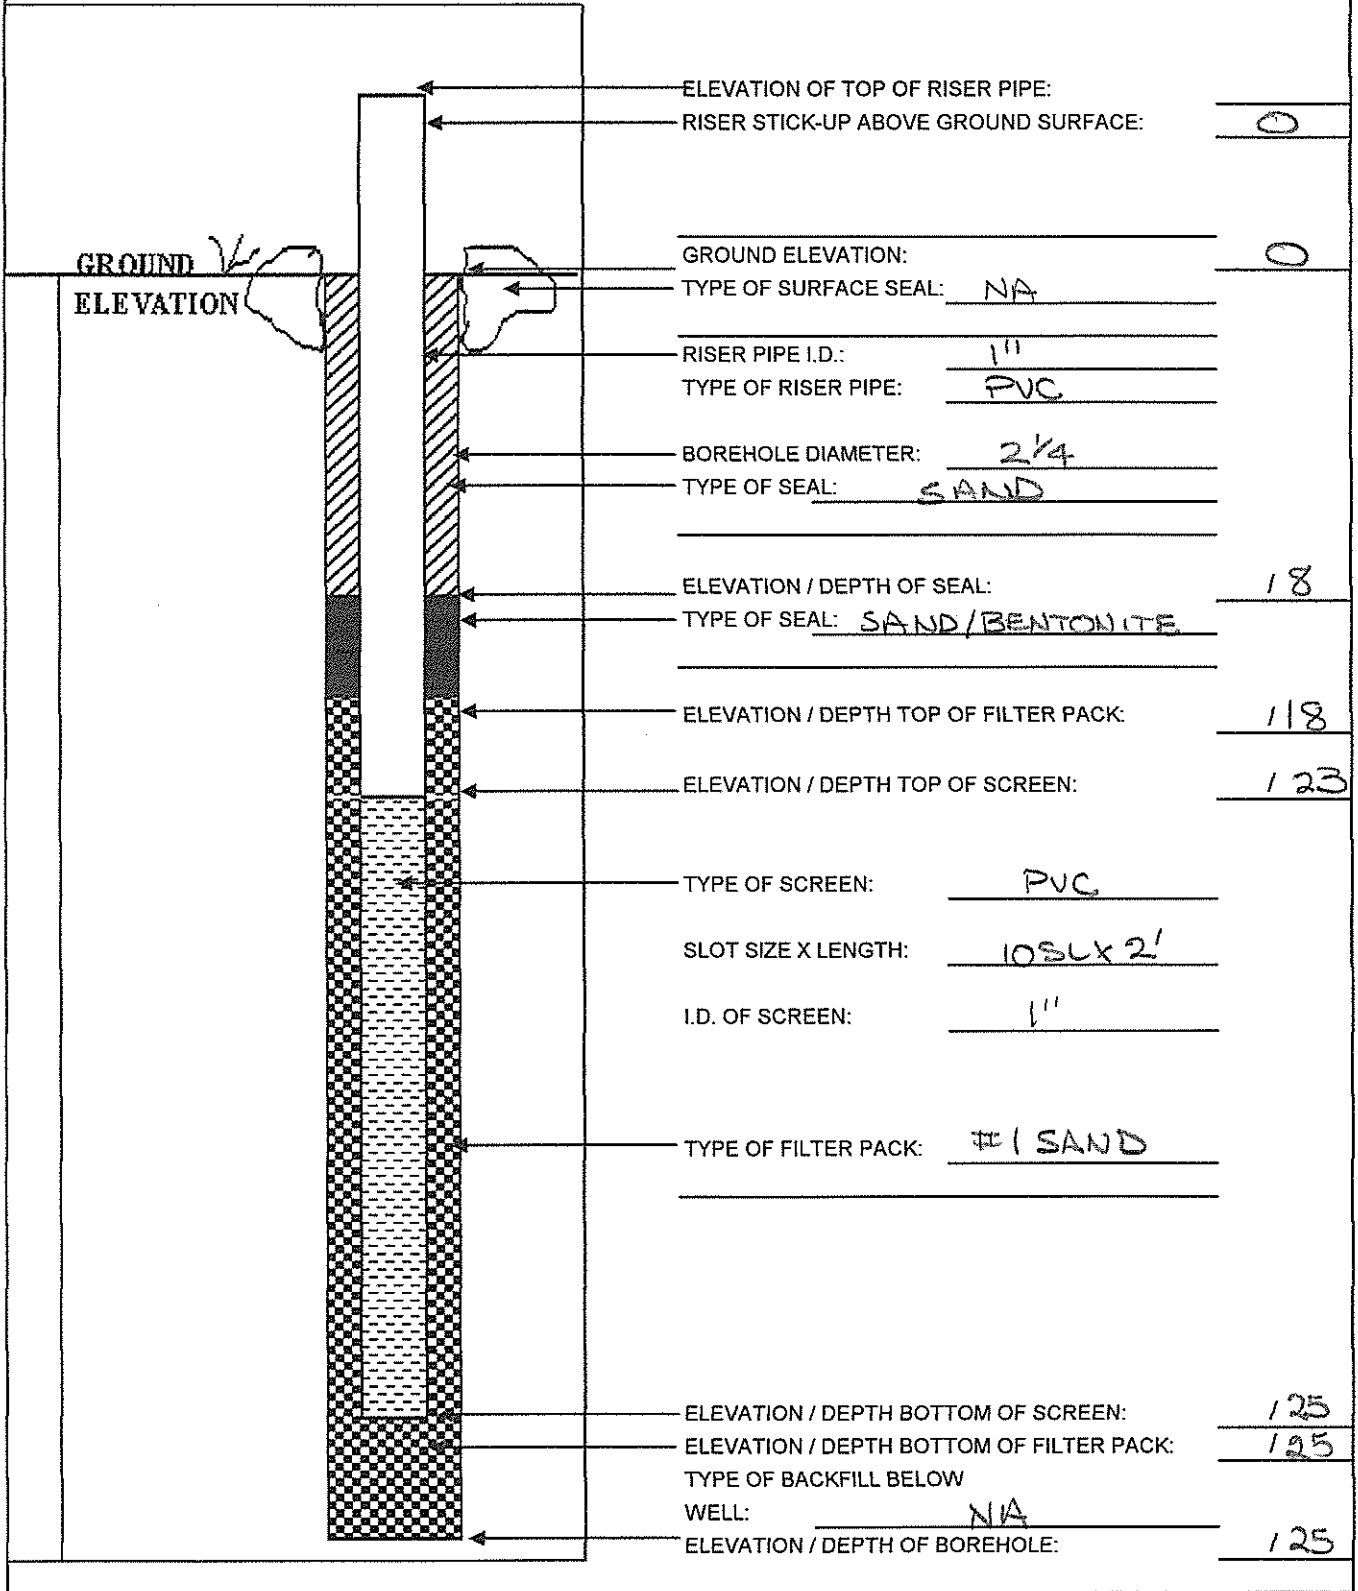 ELEVATION OF TOP OF RISER PIPE:
RISER STICK-UP ABOVE GROUND SURFACE: 0
GROUND
ELEVATION
GROUND ELEVATION: 0
TYPE OF SURFACE SEAL: NA
RISER PIPE I.D.: 1"
TYPE OF RISER PIPE: PVC
BOREHOLE DIAMETER: 2 1/4
TYPE OF SEAL: SAND
ELEVATION / DEPTH OF SEAL: / 8
TYPE OF SEAL: SAND/BENTONITE
ELEVATION / DEPTH TOP OF FILTER PACK: / 18
ELEVATION / DEPTH TOP OF SCREEN: / 23
TYPE OF SCREEN: PVC
SLOT SIZE X LENGTH: 10SLX2'
I.D. OF SCREEN: 1"
TYPE OF FILTER PACK: #1 SAND
ELEVATION / DEPTH BOTTOM OF SCREEN: / 25
ELEVATION / DEPTH BOTTOM OF FILTER PACK: / 25
TYPE OF BACKFILL BELOW
WELL: NA
ELEVATION / DEPTH OF BOREHOLE: / 25